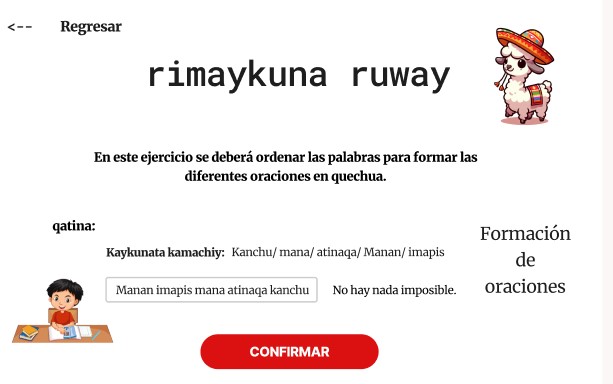 <-- Regresar
rimaykuna ruway
En este ejercicio se deberá ordenar las palabras para formar las
diferentes oraciones en quechua.
qatina:
Kaykunata kamachiy: Kanchu/ mana/ atinaqa/ Manan/ imapis
Manan imapis mana atinaqa kanchu
No hay nada imposible.
Formación
de
oraciones
CONFIRMAR